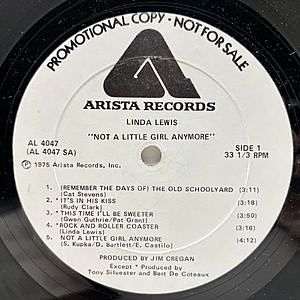 PROMOTIONAL COPY · NOT FOR SALE
ARISTA RECORDS
LINDA LEWIS
AL 4047
(AL 4047 SA)
"NOT A LITTLE GIRL ANYMORE"
SIDE 1
33 1/3 RPM
Ⓟ 1975 Arista Records, Inc.
1. (REMEMBER THE DAYS OF) THE OLD SCHOOLYARD (3:11)
(Cat Stevens)
2. *IT'S IN HIS KISS (3:18)
(Rudy Clark)
3. *THIS TIME I'LL BE SWEETER (3:50)
(Gwen Guthrie/Pat Grant)
4. *ROCK AND ROLLER COASTER (3:16)
(Linda Lewis)
5. NOT A LITTLE GIRL ANYMORE (4:12)
(S. Kupka/D. Bartlett/E. Castillo)
PRODUCED BY JIM CREGAN
Except * Produced by
Tony Silvester and Bert De Coteaux